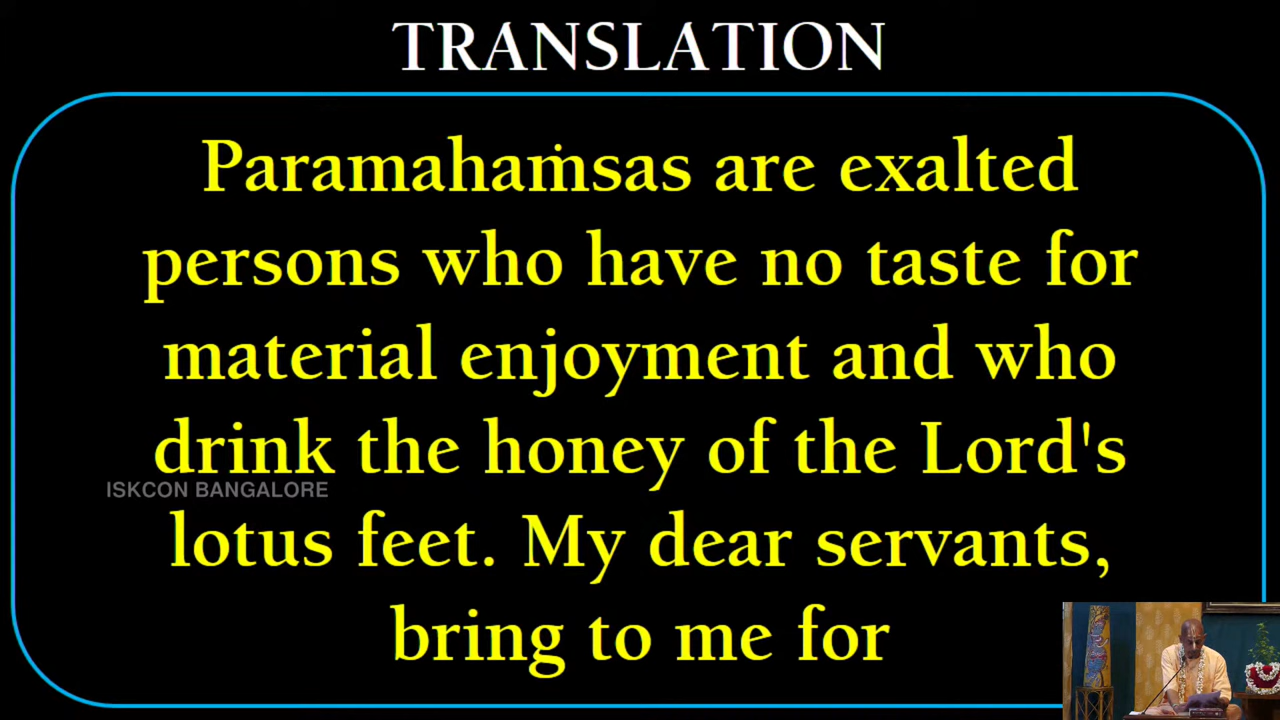 TRANSLATION
Paramahaṁsas are exalted
persons who have no taste for
material enjoyment and who
drink the honey of the Lord's
ISKCON BANGALORE
lotus feet. My dear servants,
bring to me for